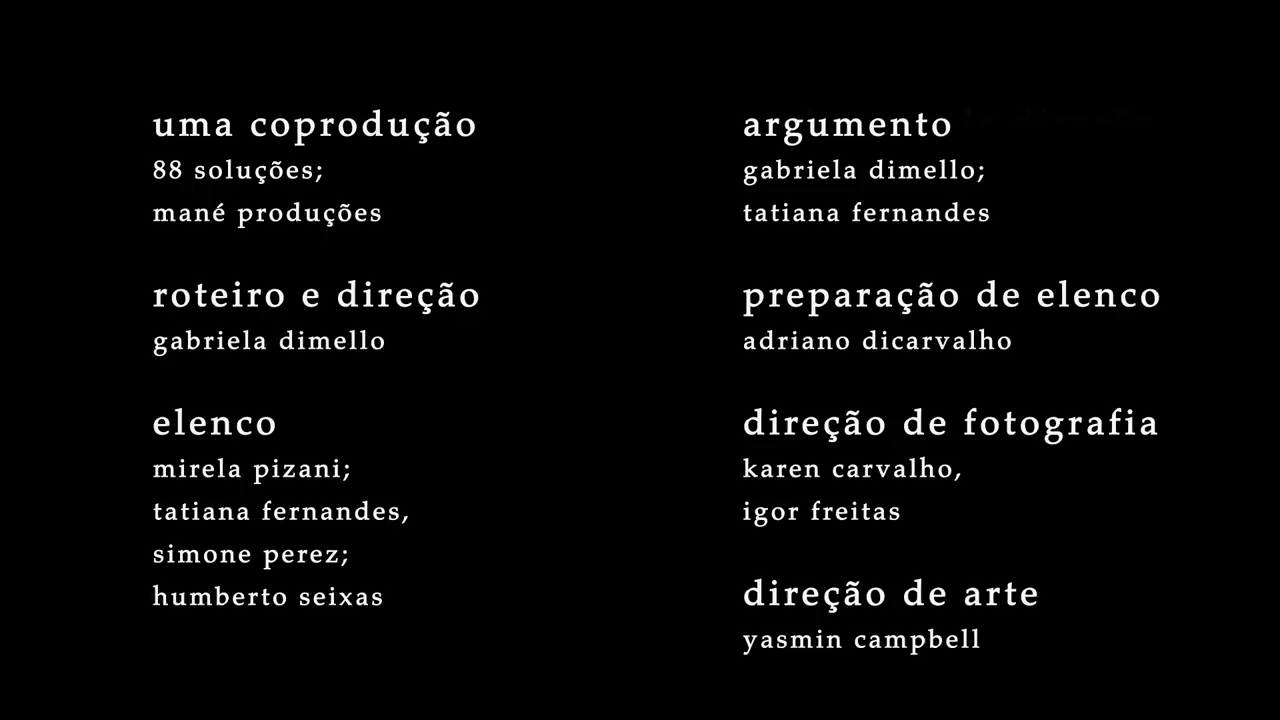 uma coprodução
88 soluções;
mané produções
roteiro e direção
gabriela dimello
elenco
mirela pizani;
tatiana fernandes,
simone perez;
humberto seixas
argumento
gabriela dimello;
tatiana fernandes
preparação de elenco
adriano dicarvalho
direção de fotografia
karen carvalho,
igor freitas
direção de arte
yasmin campbell